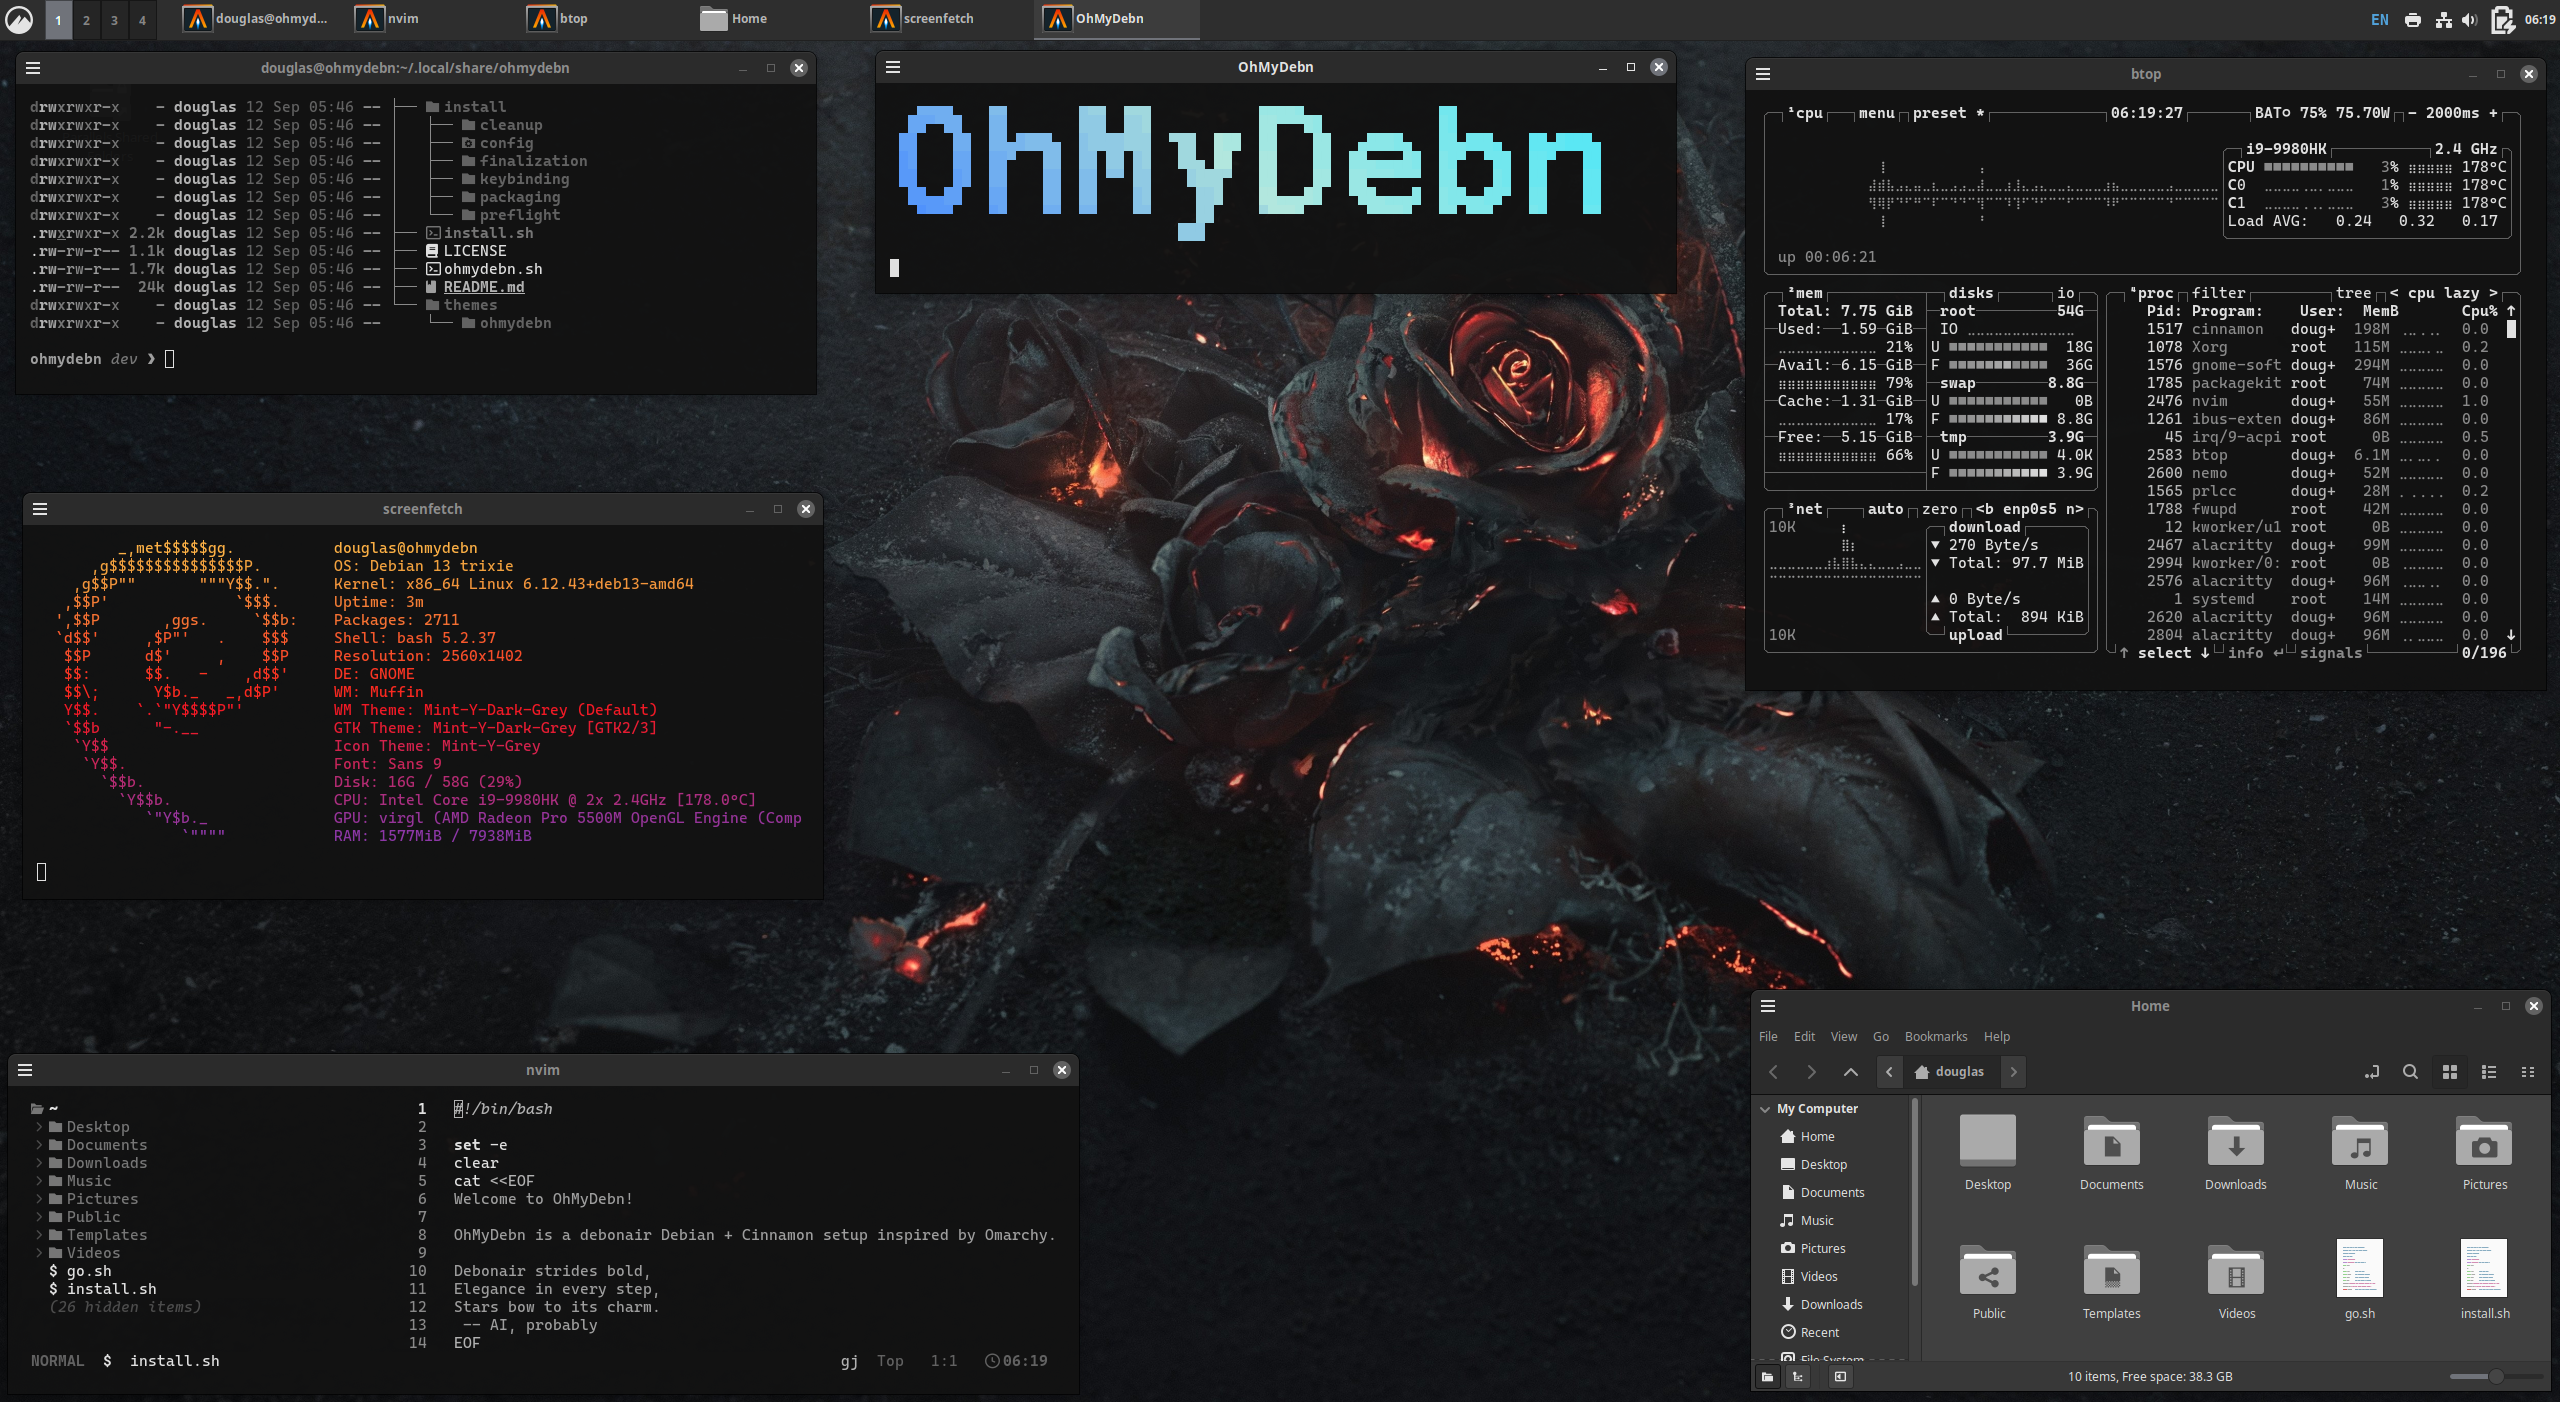 1 2 3 4 douglas@ohmyd... nvim btop Home screenfetch OhMyDebn EN 06:19
douglas@ohmydebn:~/.local/share/ohmydebn
drwxrwxr-x - douglas 12 Sep 05:46 -- install
drwxrwxr-x - douglas 12 Sep 05:46 -- cleanup
drwxrwxr-x - douglas 12 Sep 05:46 -- config
drwxrwxr-x - douglas 12 Sep 05:46 -- finalization
drwxrwxr-x - douglas 12 Sep 05:46 -- keybinding
drwxrwxr-x - douglas 12 Sep 05:46 -- packaging
drwxrwxr-x - douglas 12 Sep 05:46 -- preflight
.rwxrwxr-x 2.2k douglas 12 Sep 05:46 -- install.sh
.rw-rw-r-- 1.1k douglas 12 Sep 05:46 -- LICENSE
.rw-rw-r-- 1.7k douglas 12 Sep 05:46 -- ohmydebn.sh
.rw-rw-r-- 24k douglas 12 Sep 05:46 -- README.md
drwxrwxr-x - douglas 12 Sep 05:46 -- themes
drwxrwxr-x - douglas 12 Sep 05:46 -- ohmydebn
ohmydebn dev ❯
OhMyDebn
OhMyDebn
btop
¹cpu menu preset * 06:19:27 BAT○ 75% 75.70W - 2000ms +
i9-9980HK 2.4 GHz
CPU 3% 178°C
C0 1% 178°C
C1 3% 178°C
Load AVG: 0.24 0.32 0.17
up 00:06:21
²mem
Total: 7.75 GiB
Used: 1.59 GiB
21%
Avail: 6.15 GiB
79%
Cache: 1.31 GiB
17%
Free: 5.15 GiB
66%
disks io
root 54G
IO
U 18G
F 36G
swap 8.8G
U 0B
F 8.8G
tmp 3.9G
U 4.0K
F 3.9G
³net auto zero <b enp0s5 n>
10K
download
▼ 270 Byte/s
▼ Total: 97.7 MiB
▲ 0 Byte/s
▲ Total: 894 KiB
10K
upload
⁴proc filter tree < cpu lazy >
Pid: Program: User: MemB Cpu% ↑
1517 cinnamon doug+ 198M 0.0
1078 Xorg root 115M 0.2
1576 gnome-soft doug+ 294M 0.0
1785 packagekit root 74M 0.0
2476 nvim doug+ 55M 1.0
1261 ibus-exten doug+ 86M 0.0
45 irq/9-acpi root 0B 0.5
2583 btop doug+ 6.1M 0.0
2600 nemo doug+ 52M 0.0
1565 prlcc doug+ 28M 0.2
1788 fwupd root 42M 0.0
12 kworker/u1 root 0B 0.0
2467 alacritty doug+ 99M 0.0
2994 kworker/0: root 0B 0.0
2576 alacritty doug+ 96M 0.0
1 systemd root 14M 0.0
2620 alacritty doug+ 96M 0.0
2804 alacritty doug+ 96M 0.0 ↓
↑ select ↓ info ↵ signals 0/196
screenfetch
_,met$$$$$gg.
,g$$$$$$$$$$$$$$$P.
,g$$P"" """Y$$.".
,$$P' `$$$.
',$$P ,ggs. `$$b:
`d$$' ,$P"' . $$$
$$P d$' , $$P
$$: $$. - ,d$$'
$$\; Y$b._ _,d$P'
Y$$. `.`"Y$$$$P"'
`$$b "-.__
`Y$$
`Y$$.
`$$b.
`Y$$b.
`"Y$b._
`""""
douglas@ohmydebn
OS: Debian 13 trixie
Kernel: x86_64 Linux 6.12.43+deb13-amd64
Uptime: 3m
Packages: 2711
Shell: bash 5.2.37
Resolution: 2560x1402
DE: GNOME
WM: Muffin
WM Theme: Mint-Y-Dark-Grey (Default)
GTK Theme: Mint-Y-Dark-Grey [GTK2/3]
Icon Theme: Mint-Y-Grey
Font: Sans 9
Disk: 16G / 58G (29%)
CPU: Intel Core i9-9980HK @ 2x 2.4GHz [178.0°C]
GPU: virgl (AMD Radeon Pro 5500M OpenGL Engine (Comp
RAM: 1577MiB / 7938MiB
nvim
~
Desktop
Documents
Downloads
Music
Pictures
Public
Templates
Videos
$ go.sh
$ install.sh
(26 hidden items)
1 #!/bin/bash
2
3 set -e
4 clear
5 cat <<EOF
6 Welcome to OhMyDebn!
7
8 OhMyDebn is a debonair Debian + Cinnamon setup inspired by Omarchy.
9
10 Debonair strides bold,
11 Elegance in every step,
12 Stars bow to its charm.
13 -- AI, probably
14 EOF
NORMAL $ install.sh gj Top 1:1 06:19
Home
File Edit View Go Bookmarks Help
douglas
My Computer
Home
Desktop
Documents
Music
Pictures
Videos
Downloads
Recent
File System
Desktop Documents Downloads Music Pictures
Public Templates Videos go.sh install.sh
10 items, Free space: 38.3 GB